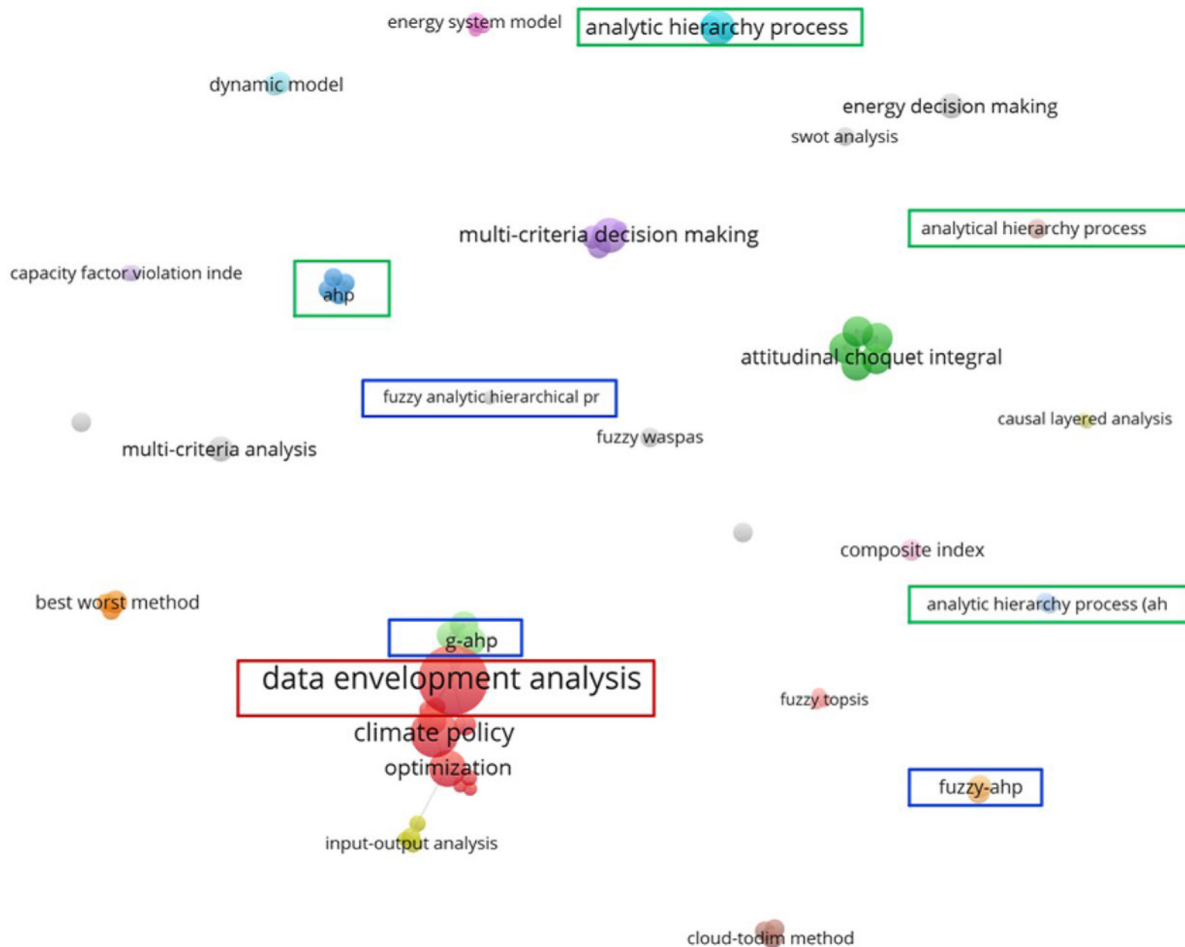 energy system model
analytic hierarchy process
dynamic model
energy decision making
swot analysis
analytical hierarchy process
multi-criteria decision making
capacity factor violation inde
ahp
attitudinal choquet integral
fuzzy analytic hierarchical pr
causal layered analysis
fuzzy waspas
multi-criteria analysis
composite index
best worst method
analytic hierarchy process (ah
g-ahp
data envelopment analysis
fuzzy topsis
climate policy
optimization
fuzzy-ahp
input-output analysis
cloud-todim method